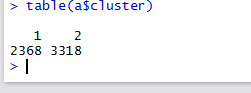 > table(a$cluster)
1 2
2368 3318
>